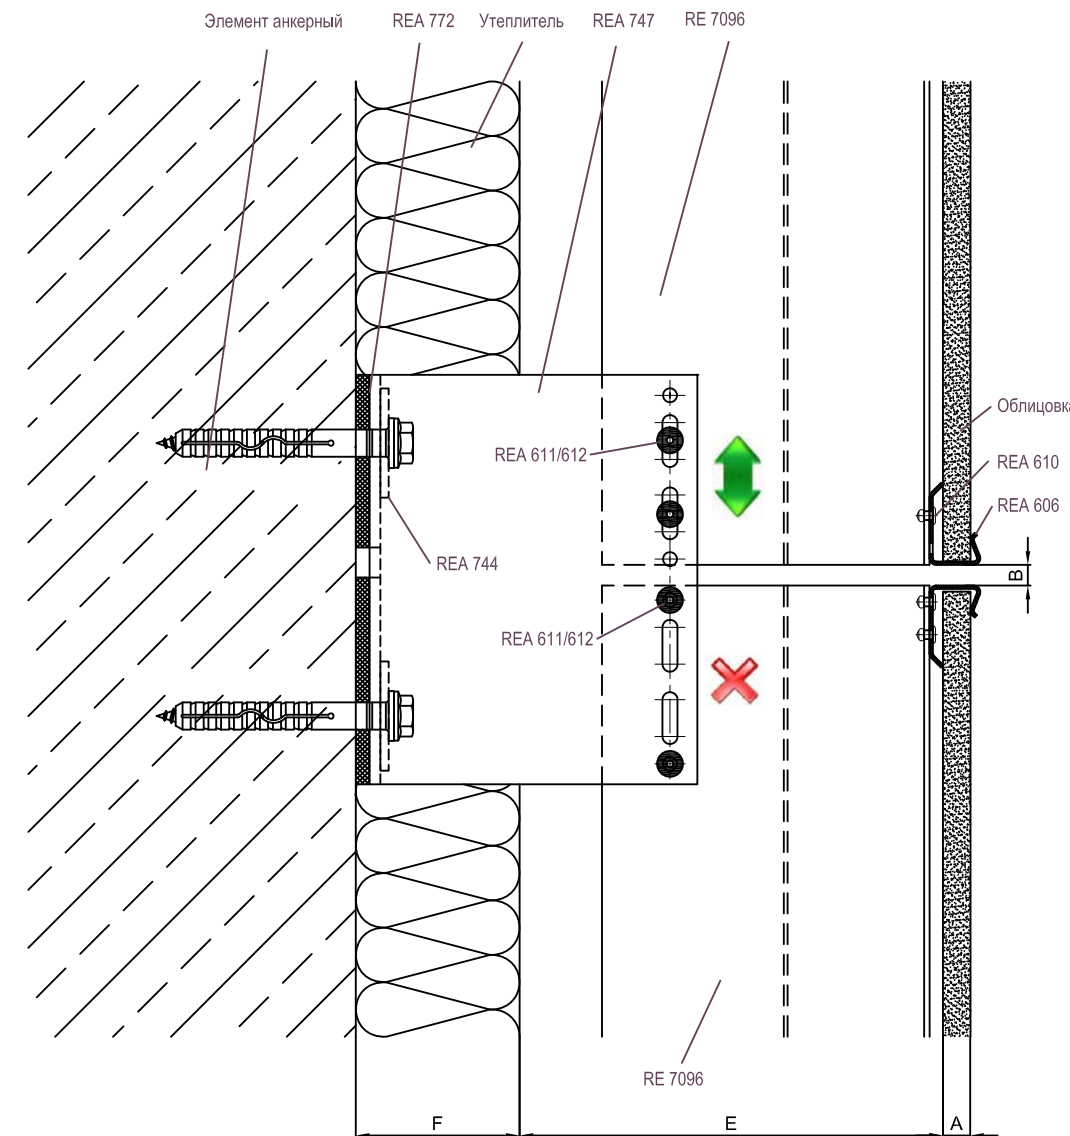 Элемент анкерный
REA 772
Утеплитель
REA 747
RE 7096
Облицовка
REA 611/612
REA 610
REA 606
REA 744
B
REA 611/612
RE 7096
F
E
A